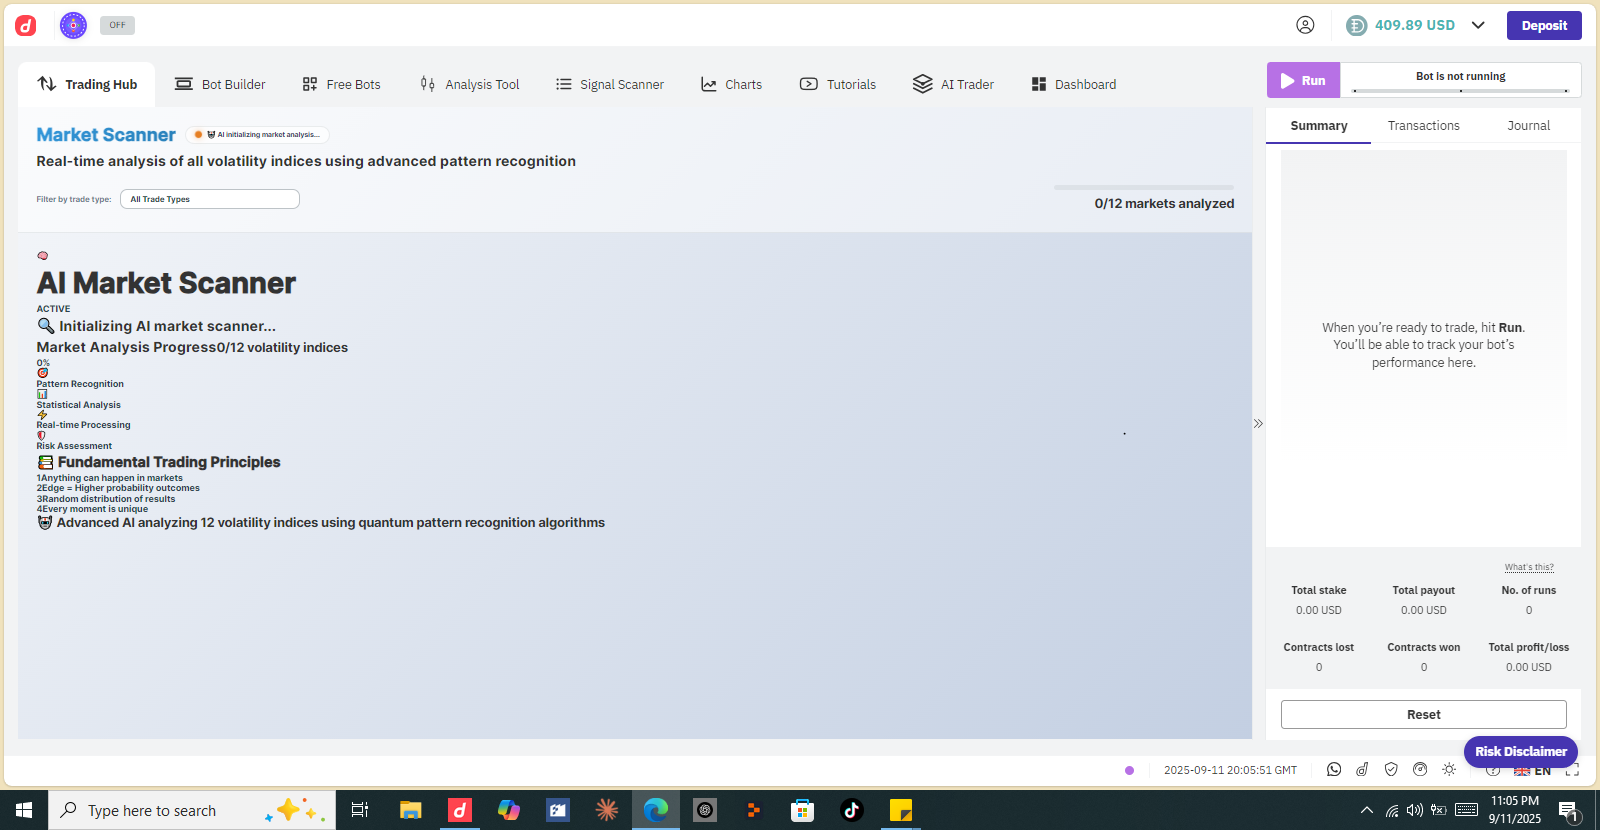 OFF
409.89 USD
Deposit
Trading Hub
Bot Builder
Free Bots
Analysis Tool
Signal Scanner
Charts
Tutorials
AI Trader
Dashboard
Run
Bot is not running
Market Scanner
AI initializing market analysis...
Real-time analysis of all volatility indices using advanced pattern recognition
Filter by trade type:
All Trade Types
0/12 markets analyzed
AI Market Scanner
ACTIVE
Initializing AI market scanner...
Market Analysis Progress0/12 volatility indices
0%
Pattern Recognition
Statistical Analysis
Real-time Processing
Risk Assessment
Fundamental Trading Principles
1Anything can happen in markets
2Edge = Higher probability outcomes
3Random distribution of results
4Every moment is unique
Advanced AI analyzing 12 volatility indices using quantum pattern recognition algorithms
Summary
Transactions
Journal
When you're ready to trade, hit Run.
You'll be able to track your bot's
performance here.
What's this?
Total stake
Total payout
No. of runs
0.00 USD
0.00 USD
0
Contracts lost
Contracts won
Total profit/loss
0
0
0.00 USD
Reset
Risk Disclaimer
2025-09-11 20:05:51 GMT
EN
Type here to search
11:05 PM
9/11/2025
1